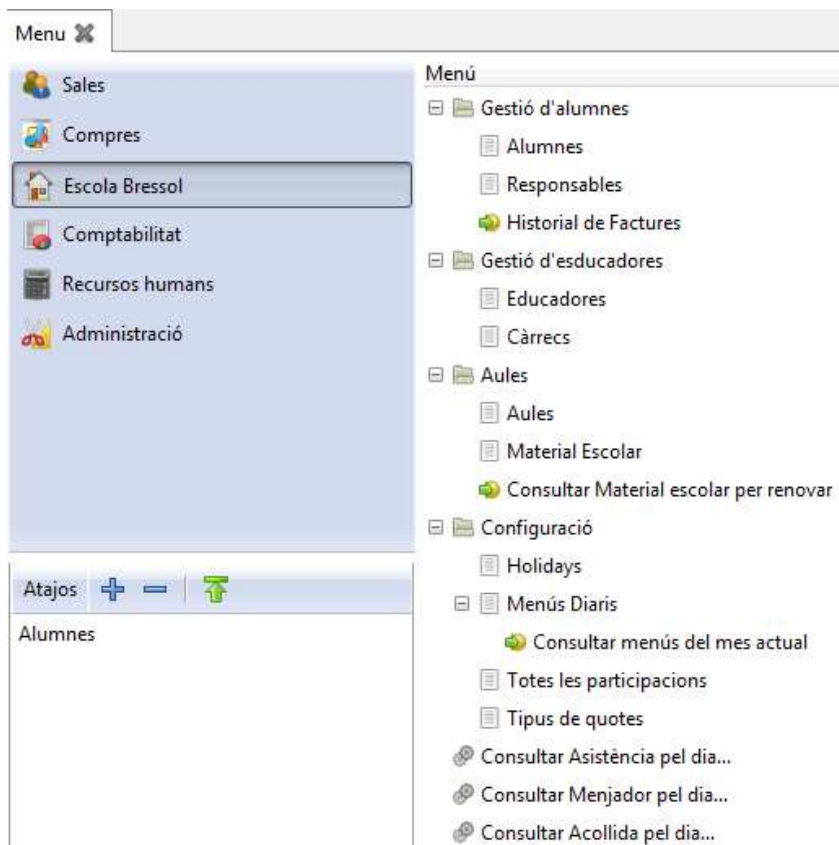 Menu
Sales
Compres
Escola Bressol
Comptabilitat
Recursos humans
Administració
Atajos
Alumnes
Menú
Gestió d'alumnes
Alumnes
Responsables
Historial de Factures
Gestió d'esducadores
Educadores
Càrrecs
Aules
Aules
Material Escolar
Consultar Material escolar per renovar
Configuració
Holidays
Menús Diaris
Consultar menús del mes actual
Totes les participacions
Tipus de quotes
Consultar Asistència pel dia...
Consultar Menjador pel dia...
Consultar Acollida pel dia...